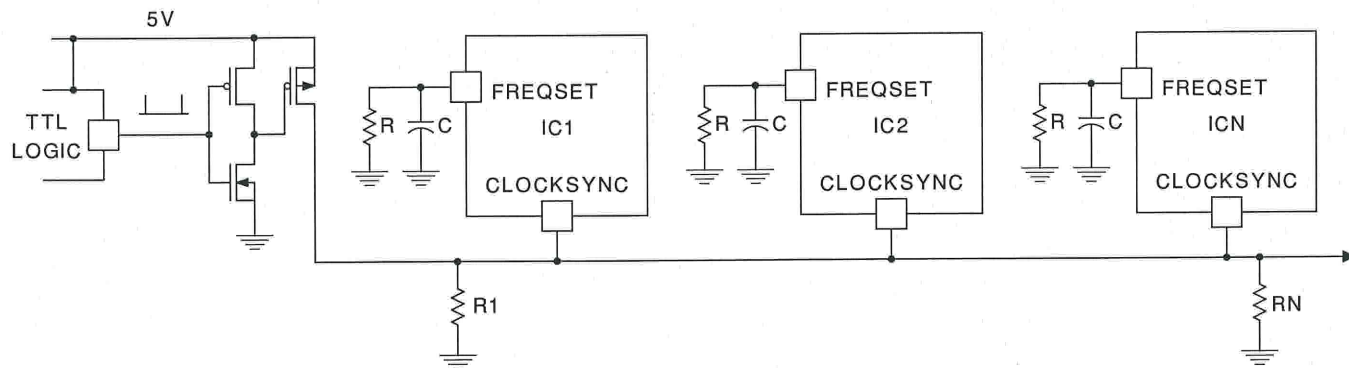 5V
TTL
LOGIC
R
C
FREQSET
IC1
CLOCKSYNC
R
C
FREQSET
IC2
CLOCKSYNC
R
C
FREQSET
ICN
CLOCKSYNC
R1
RN